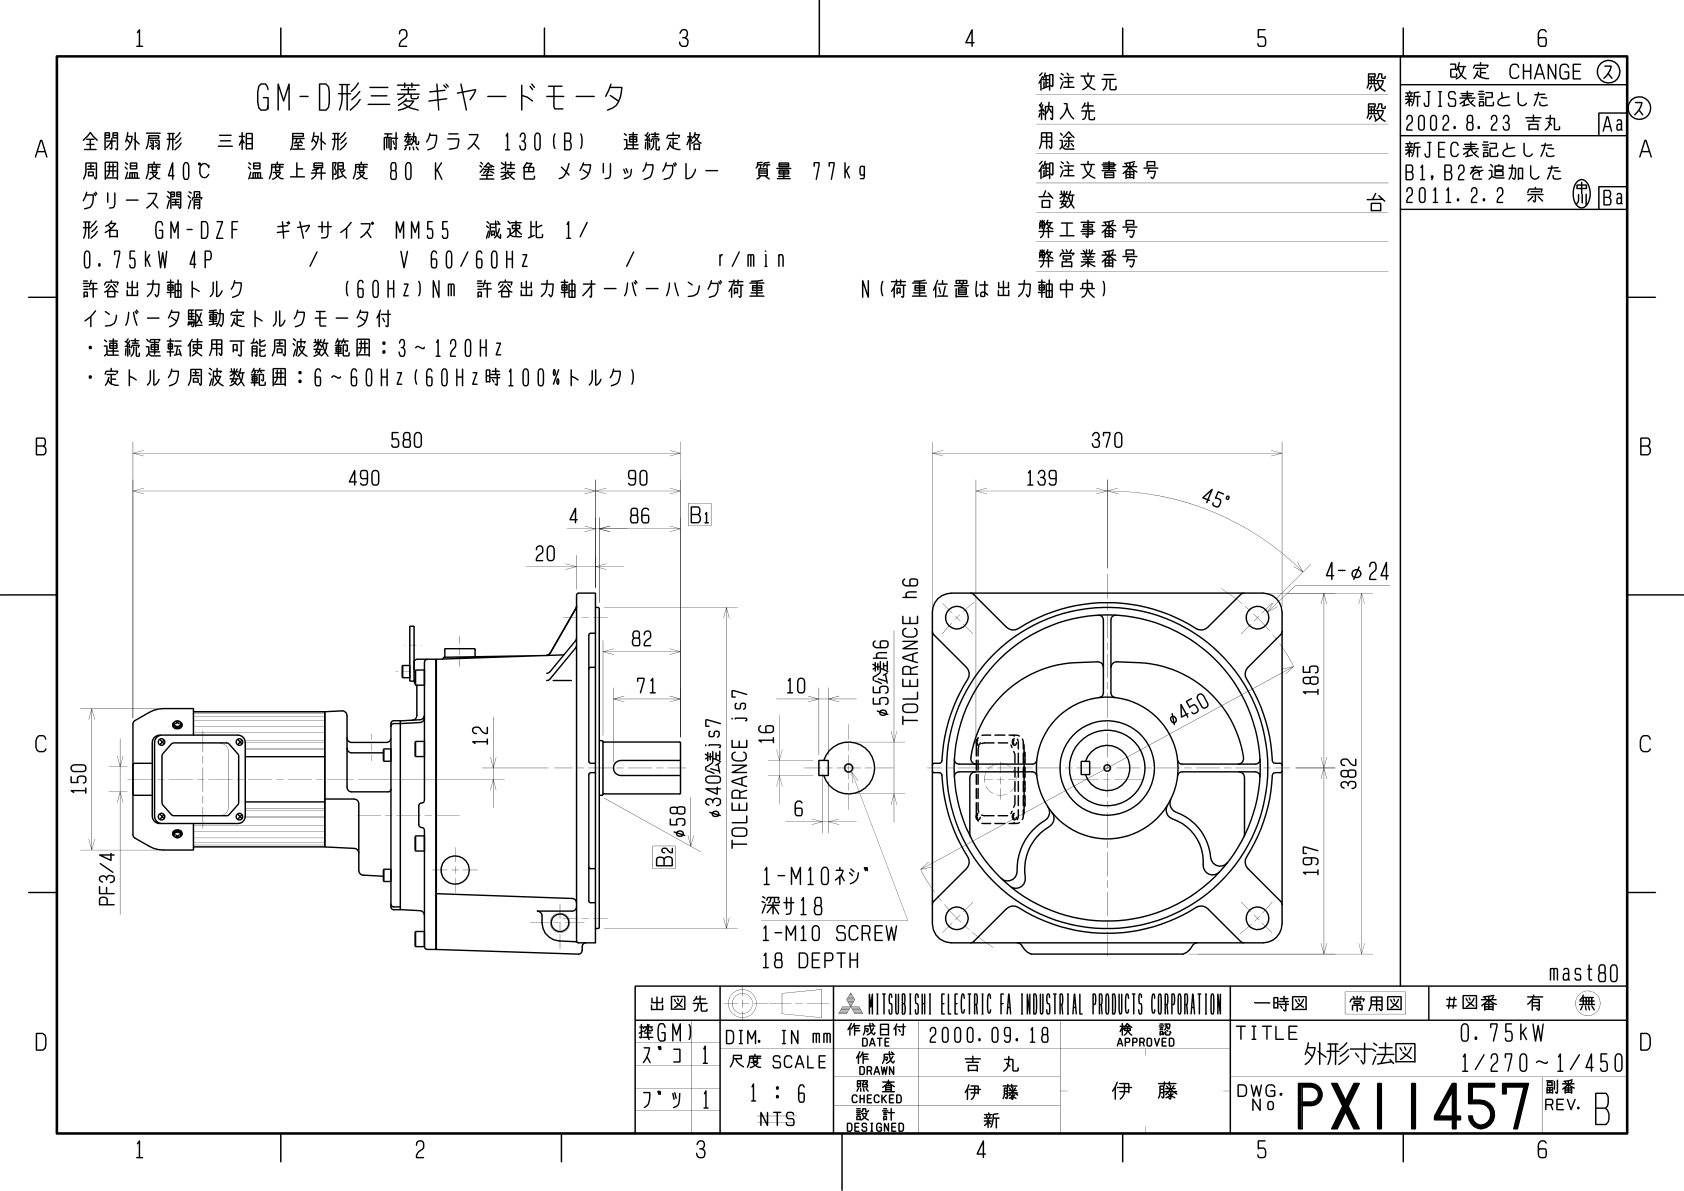 1 2 3 4 5 6
A
B
C
D
GM-D形三菱ギヤードモータ
全閉外扇形 三相 屋外形 耐熱クラス 130(B) 連続定格
周囲温度40℃ 温度上昇限度 80 K 塗装色 メタリックグレー 質量 77kg
グリース潤滑
形名 GM-DZF ギヤサイズ MM55 減速比 1/
0.75kW 4P / V 60/60Hz / r/min
許容出力軸トルク (60Hz)Nm 許容出力軸オーバーハング荷重 N(荷重位置は出力軸中央)
インバータ駆動定トルクモータ付
・連続運転使用可能周波数範囲：3~120Hz
・定トルク周波数範囲：6~60Hz(60Hz時100%トルク)
御注文元 殿
納入先 殿
用途
御注文書番号
台数 台
弊工事番号
弊営業番号
改定 CHANGE ス
新JIS表記とした
2002.8.23 吉丸 Aa
ス
新JEC表記とした
B1,B2を追加した
2011.2.2 宗 Ba
A
B
C
D
580
490 90
4 86 B1
20
82
71
12
150
PF3/4
φ340公差js7
TOLERANCE js7
φ58
B2
10
16
6
φ55公差h6
TOLERANCE h6
1-M10ネジ
深サ18
1-M10 SCREW
18 DEPTH
370
139
45°
4-φ24
φ450
185
382
197
mast80
出図先
MITSUBISHI ELECTRIC FA INDUSTRIAL PRODUCTS CORPORATION
一時図 常用図 #図番 有 無
控GM)
ズコ 1
ブツ 1
DIM. IN mm
尺度 SCALE
1 : 6
NTS
作成日付
DATE
2000.09.18
検 認
APPROVED
作 成
DRAWN
吉 丸
照 査
CHECKED
伊 藤
伊 藤
設 計
DESIGNED
新
TITLE
外形寸法図
0.75kW
1/270~1/450
DWG.
No
PX11457
副番
REV.
B
1 2 3 4 5 6